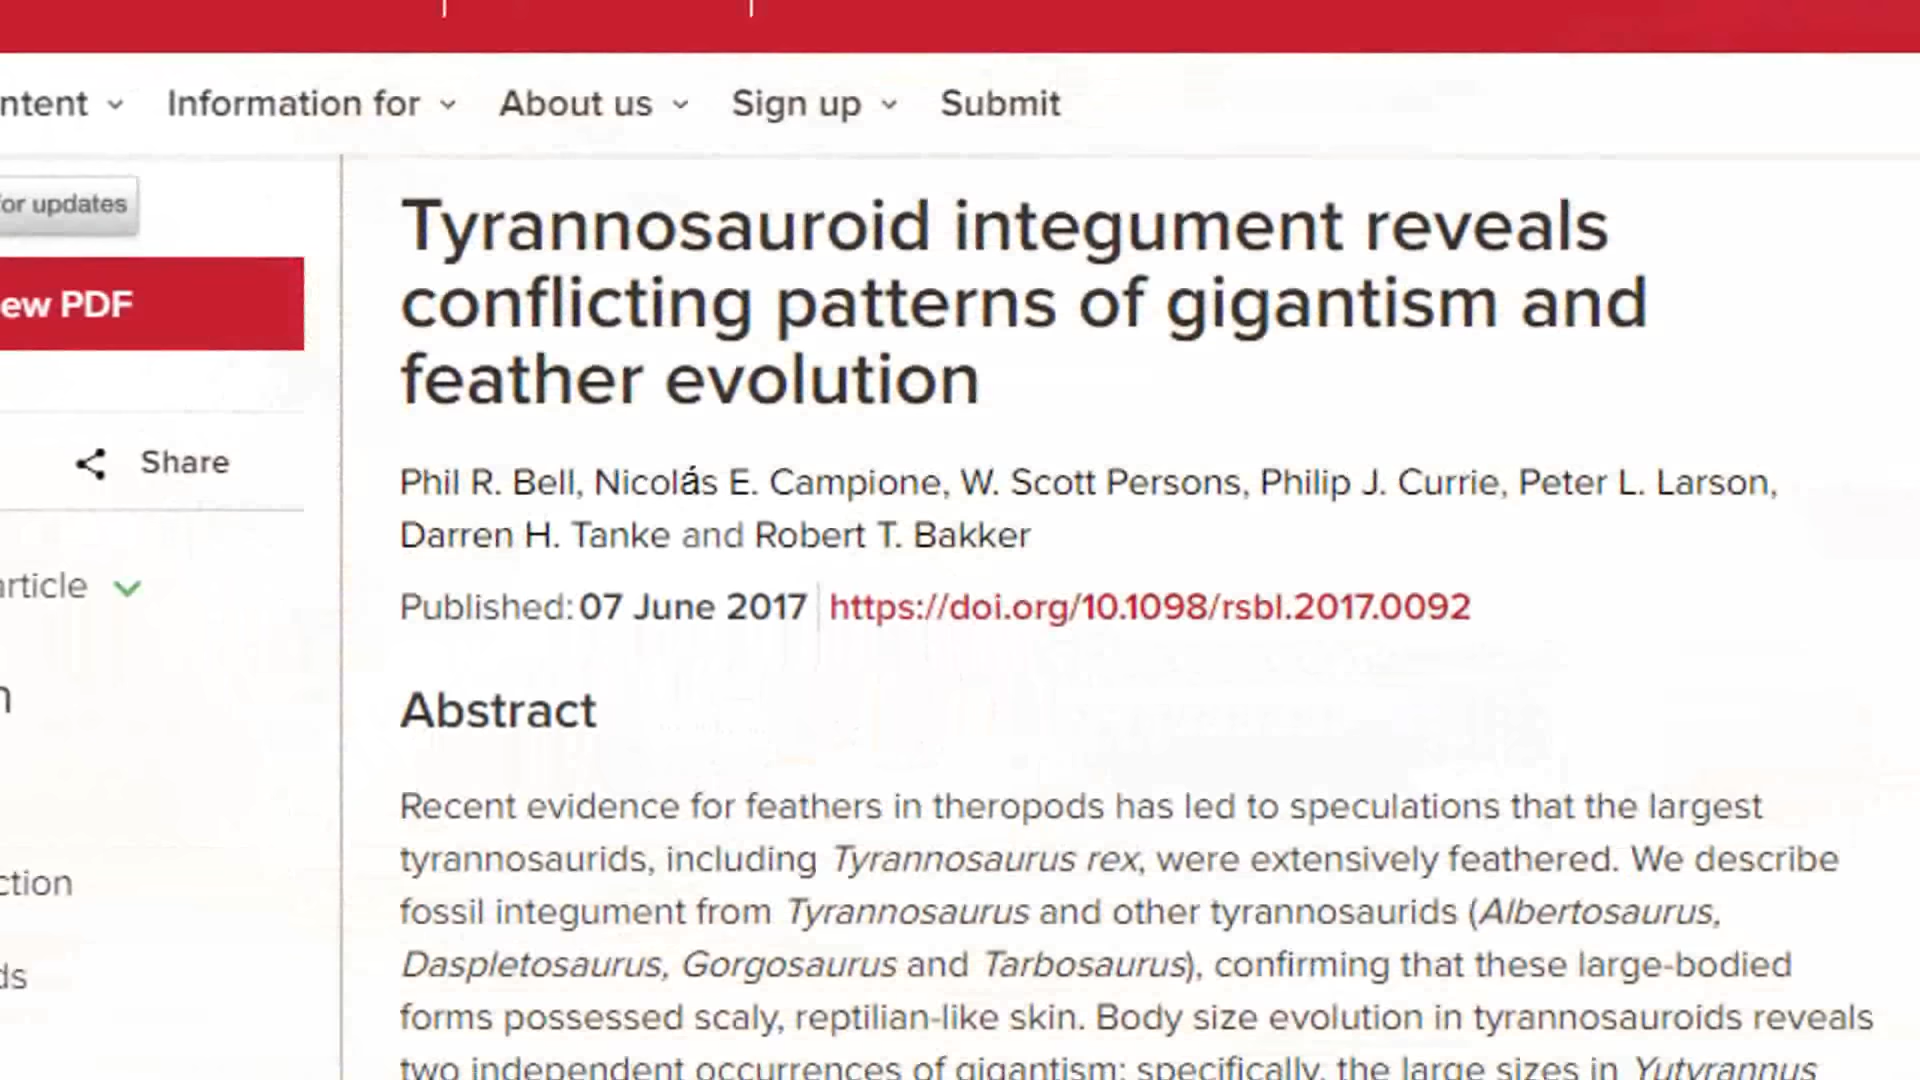 ntent Information for About us Sign up Submit
for updates
ew PDF
Share
article
n
ction
ds
Tyrannosauroid integument reveals
conflicting patterns of gigantism and
feather evolution
Phil R. Bell, Nicolás E. Campione, W. Scott Persons, Philip J. Currie, Peter L. Larson,
Darren H. Tanke and Robert T. Bakker
Published: 07 June 2017 https://doi.org/10.1098/rsbl.2017.0092
Abstract
Recent evidence for feathers in theropods has led to speculations that the largest
tyrannosaurids, including Tyrannosaurus rex, were extensively feathered. We describe
fossil integument from Tyrannosaurus and other tyrannosaurids (Albertosaurus,
Daspletosaurus, Gorgosaurus and Tarbosaurus), confirming that these large-bodied
forms possessed scaly, reptilian-like skin. Body size evolution in tyrannosauroids reveals
two independent occurrences of gigantism; specifically, the large sizes in Yutyrannus